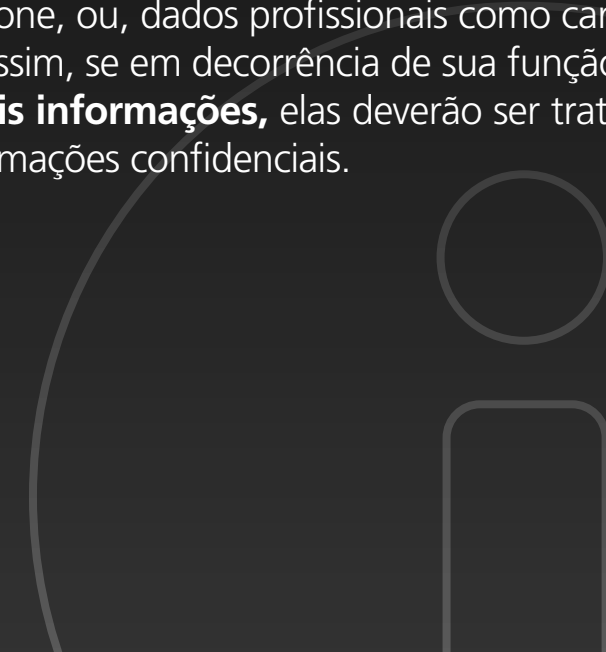 one, ou, dados profissionais como car
ssim, se em decorrência de sua função
is informações, elas deverão ser trat
mações confidenciais.